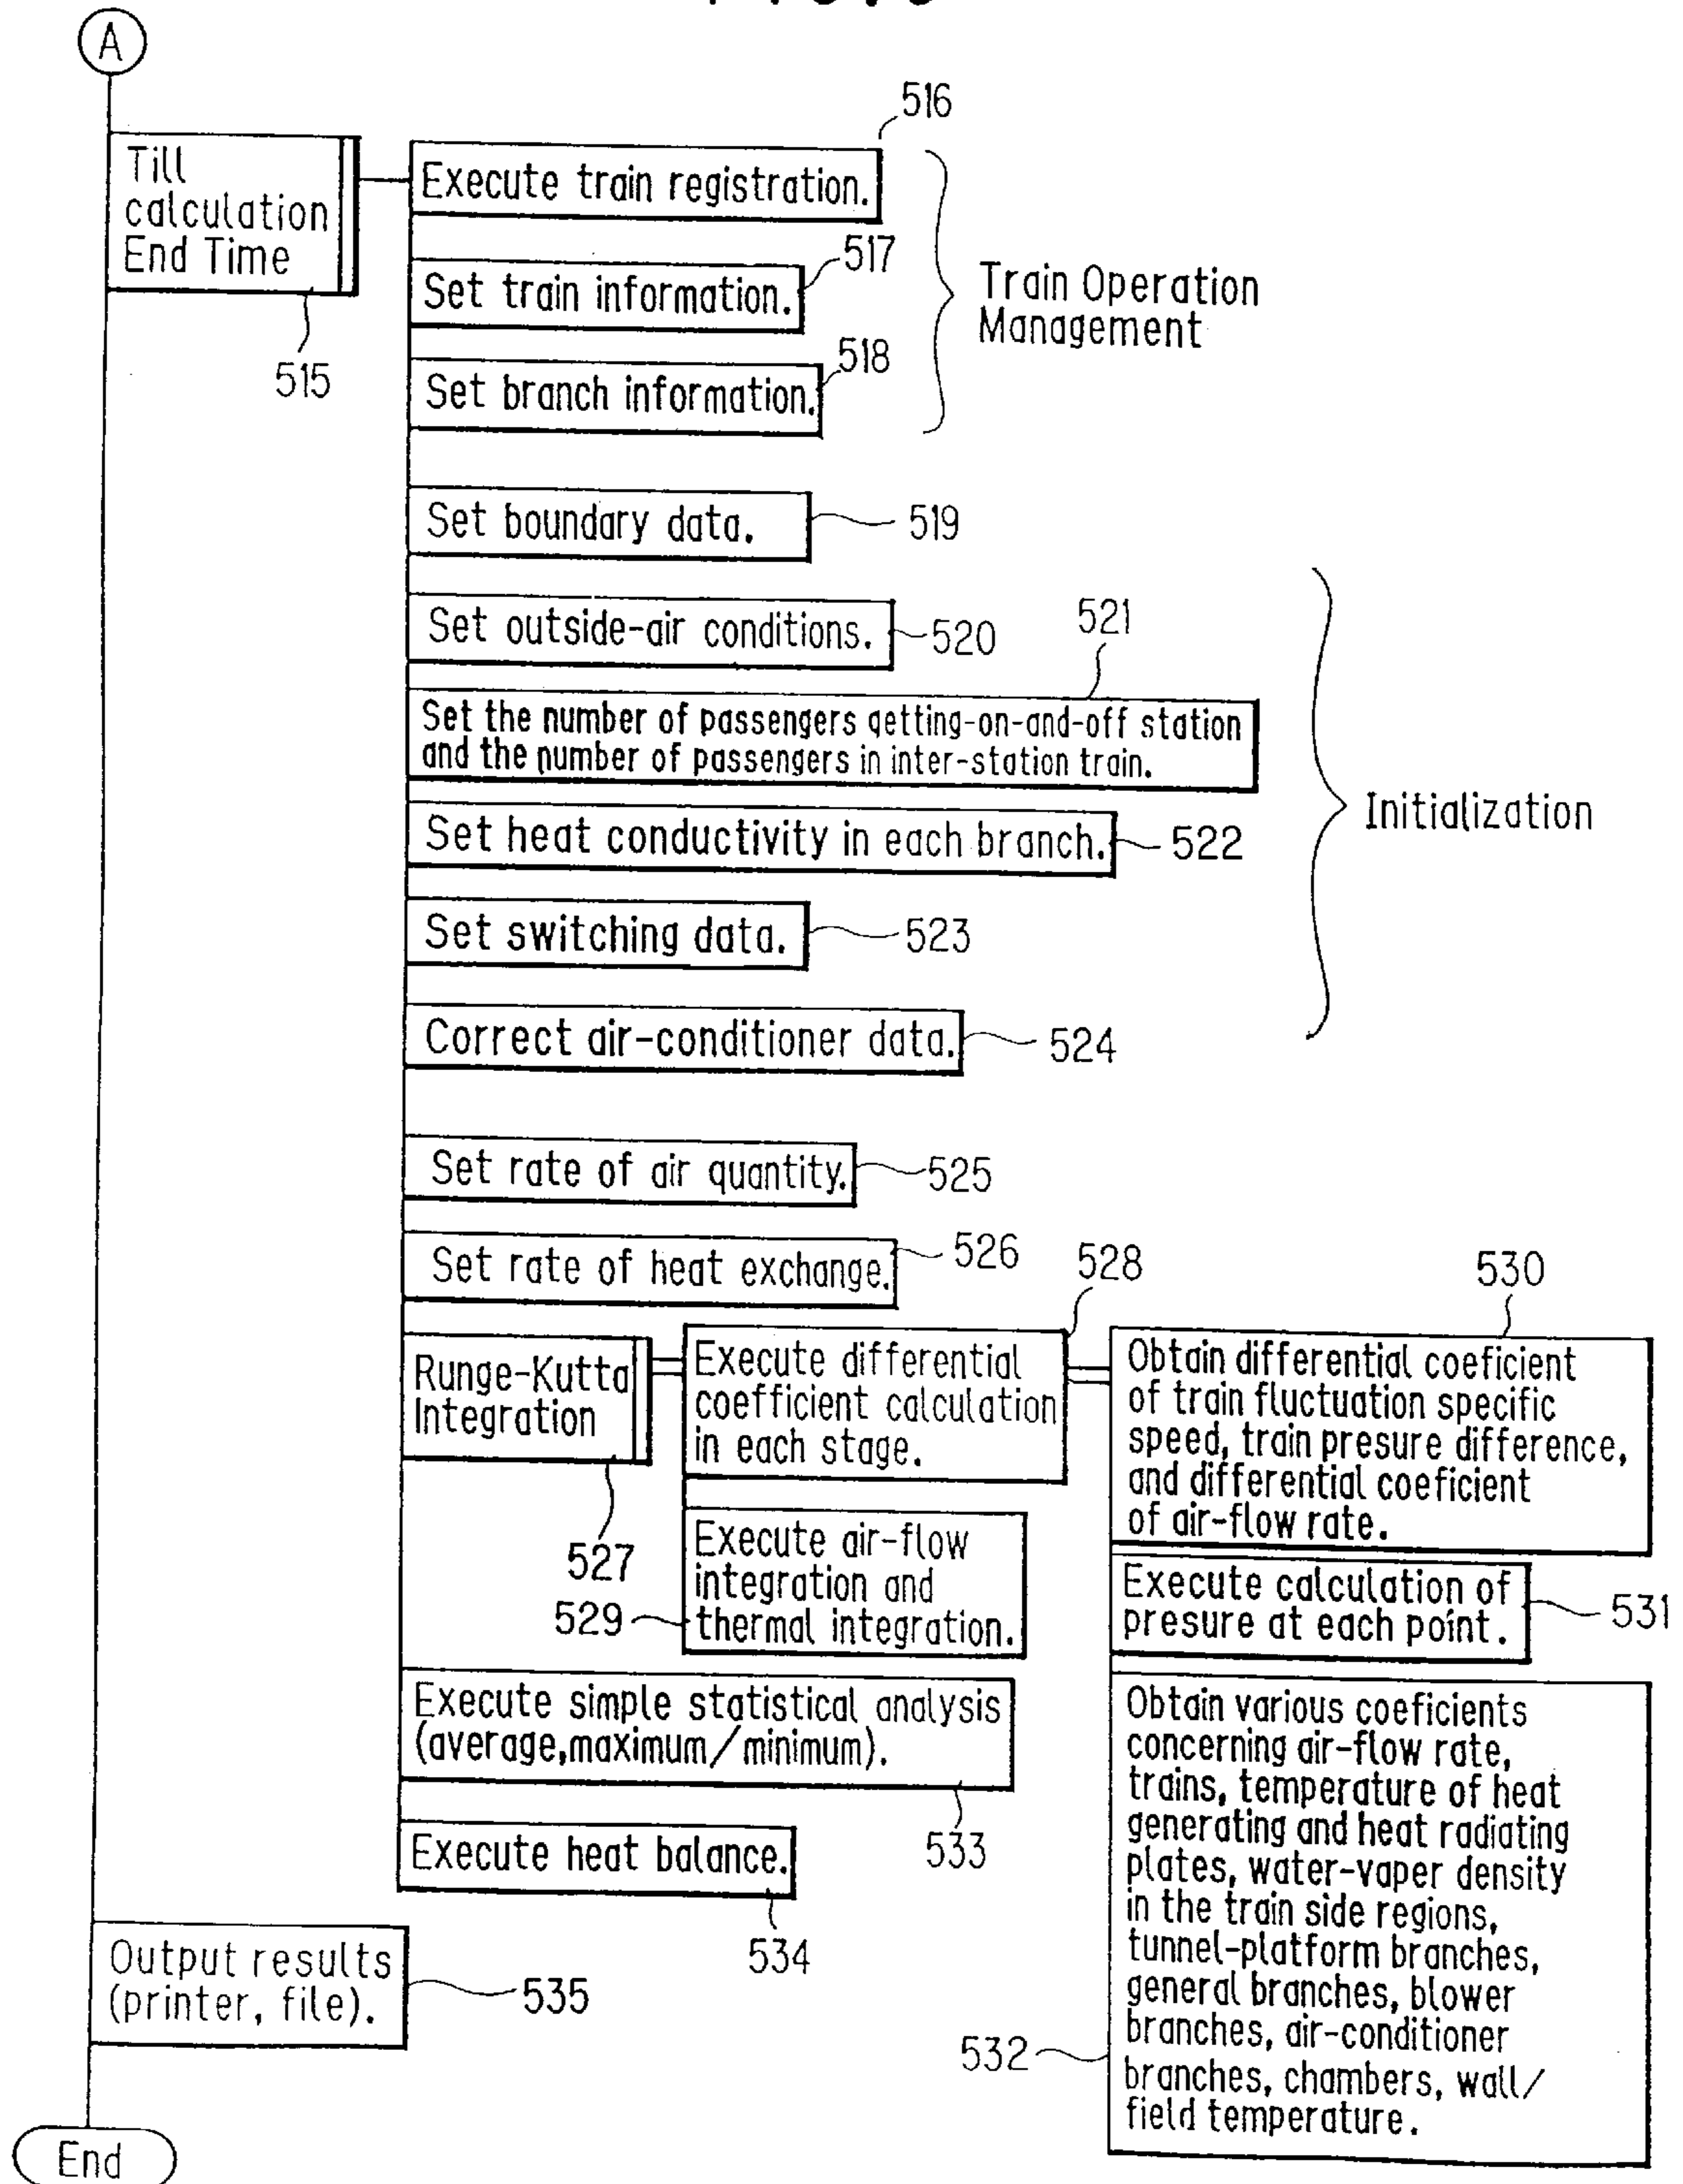 A
Till
calculation
End Time
515
516
Execute train registration.
517
Set train information.
518
Set branch information.
Train Operation
Management
Set boundary data.
519
Set outside-air conditions.
520
521
Set the number of passengers getting-on-and-off station
and the number of passengers in inter-station train.
Set heat conductivity in each branch.
522
Set switching data.
523
Correct air-conditioner data.
524
Initialization
Set rate of air quantity.
525
Set rate of heat exchange.
526
Runge-Kutta
Integration
527
528
Execute differential
coefficient calculation
in each stage.
Execute air-flow
integration and
thermal integration.
529
530
Obtain differential coeficient
of train fluctuation specific
speed, train presure difference,
and differential coeficient
of air-flow rate.
Execute calculation of
presure at each point.
531
Obtain various coeficients
concerning air-flow rate,
trains, temperature of heat
generating and heat radiating
plates, water-vaper density
in the train side regions,
tunnel-platform branches,
general branches, blower
branches, air-conditioner
branches, chambers, wall/
field temperature.
532
Execute simple statistical analysis
(average,maximum/minimum).
533
Execute heat balance.
534
Output results
(printer, file).
535
End